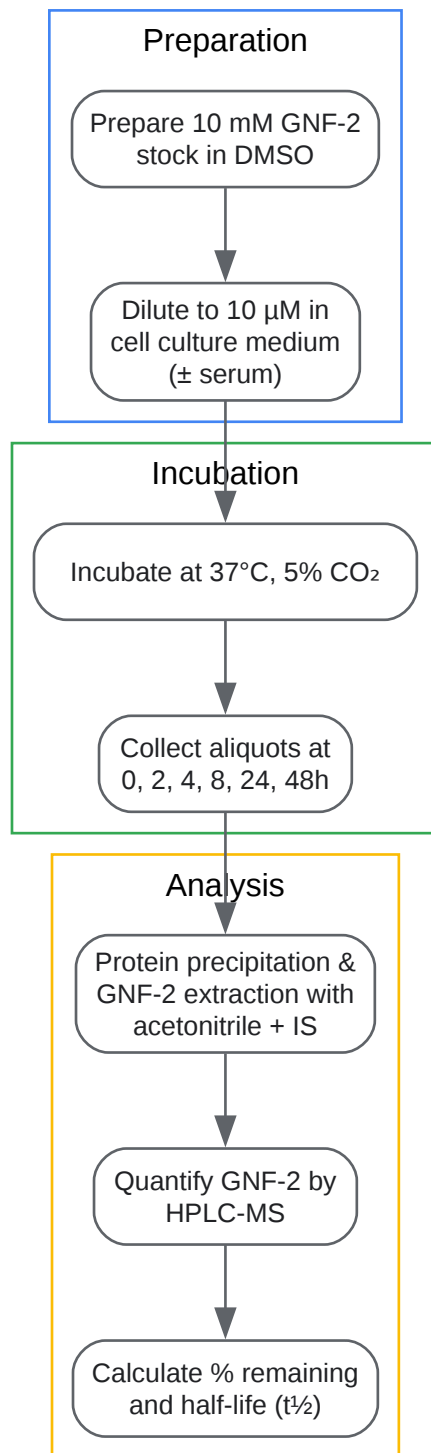 Preparation
Prepare 10 mM GNF-2
stock in DMSO
Dilute to 10 µM in
cell culture medium
(± serum)
Incubation
Incubate at 37°C, 5% CO₂
Collect aliquots at
0, 2, 4, 8, 24, 48h
Analysis
Protein precipitation &
GNF-2 extraction with
acetonitrile + IS
Quantify GNF-2 by
HPLC-MS
Calculate % remaining
and half-life (t½)